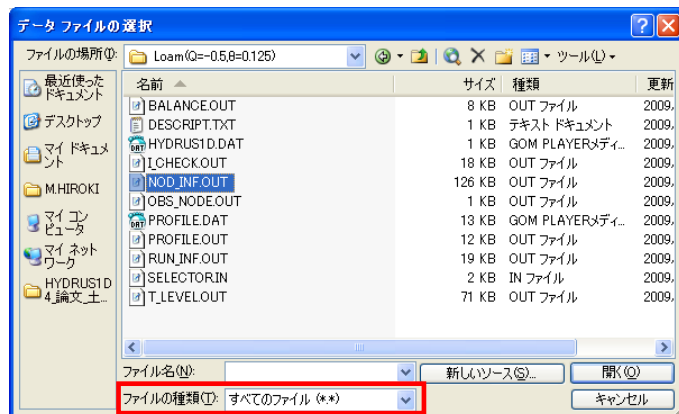 データ ファイルの選択
ファイルの場所(I): Loam(Q=-0.5,θ=0.125) ツール(L)
最近使った
ドキュメント
デスクトップ
マイ ドキュメ
ント
M.HIROKI
マイ コン
ピュータ
マイ ネット
ワーク
HYDRUS1D
4_論文_土...
名前 サイズ 種類 更新
BALANCE.OUT 8 KB OUT ファイル 2009,
DESCRIPT.TXT 1 KB テキスト ドキュメント 2009,
HYDRUS1D.DAT 1 KB GOM PLAYERメディ... 2009,
I_CHECK.OUT 18 KB OUT ファイル 2009,
NOD_INF.OUT 126 KB OUT ファイル 2009,
OBS_NODE.OUT 1 KB OUT ファイル 2009,
PROFILE.DAT 13 KB GOM PLAYERメディ... 2009,
PROFILE.OUT 12 KB OUT ファイル 2009,
RUN_INF.OUT 19 KB OUT ファイル 2009,
SELECTOR.IN 2 KB IN ファイル 2009,
T_LEVEL.OUT 71 KB OUT ファイル 2009,
ファイル名(N): 新しいソース(S)... 開く(O)
ファイルの種類(T): すべてのファイル (*.*) キャンセル